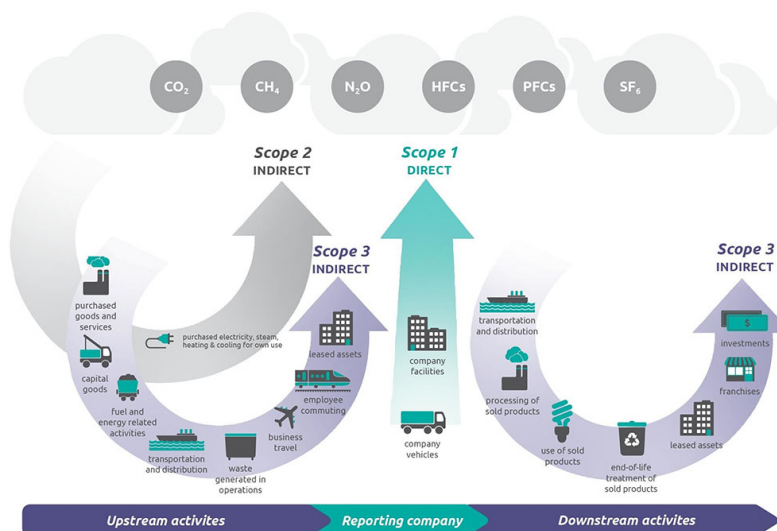 CO₂
CH₄
N₂O
HFCs
PFCs
SF₆
Scope 2
INDIRECT
Scope 1
DIRECT
Scope 3
INDIRECT
Scope 3
INDIRECT
purchased
goods and
services
capital
goods
fuel and
energy related
activities
transportation
and distribution
waste
generated in
operations
business
travel
employee
commuting
leased assets
purchased electricity, steam,
heating & cooling for own use
company
facilities
company
vehicles
transportation
and distribution
processing of
sold products
use of sold
products
end-of-life
treatment of
sold products
leased assets
franchises
$
investments
Upstream activites
Reporting company
Downstream activites